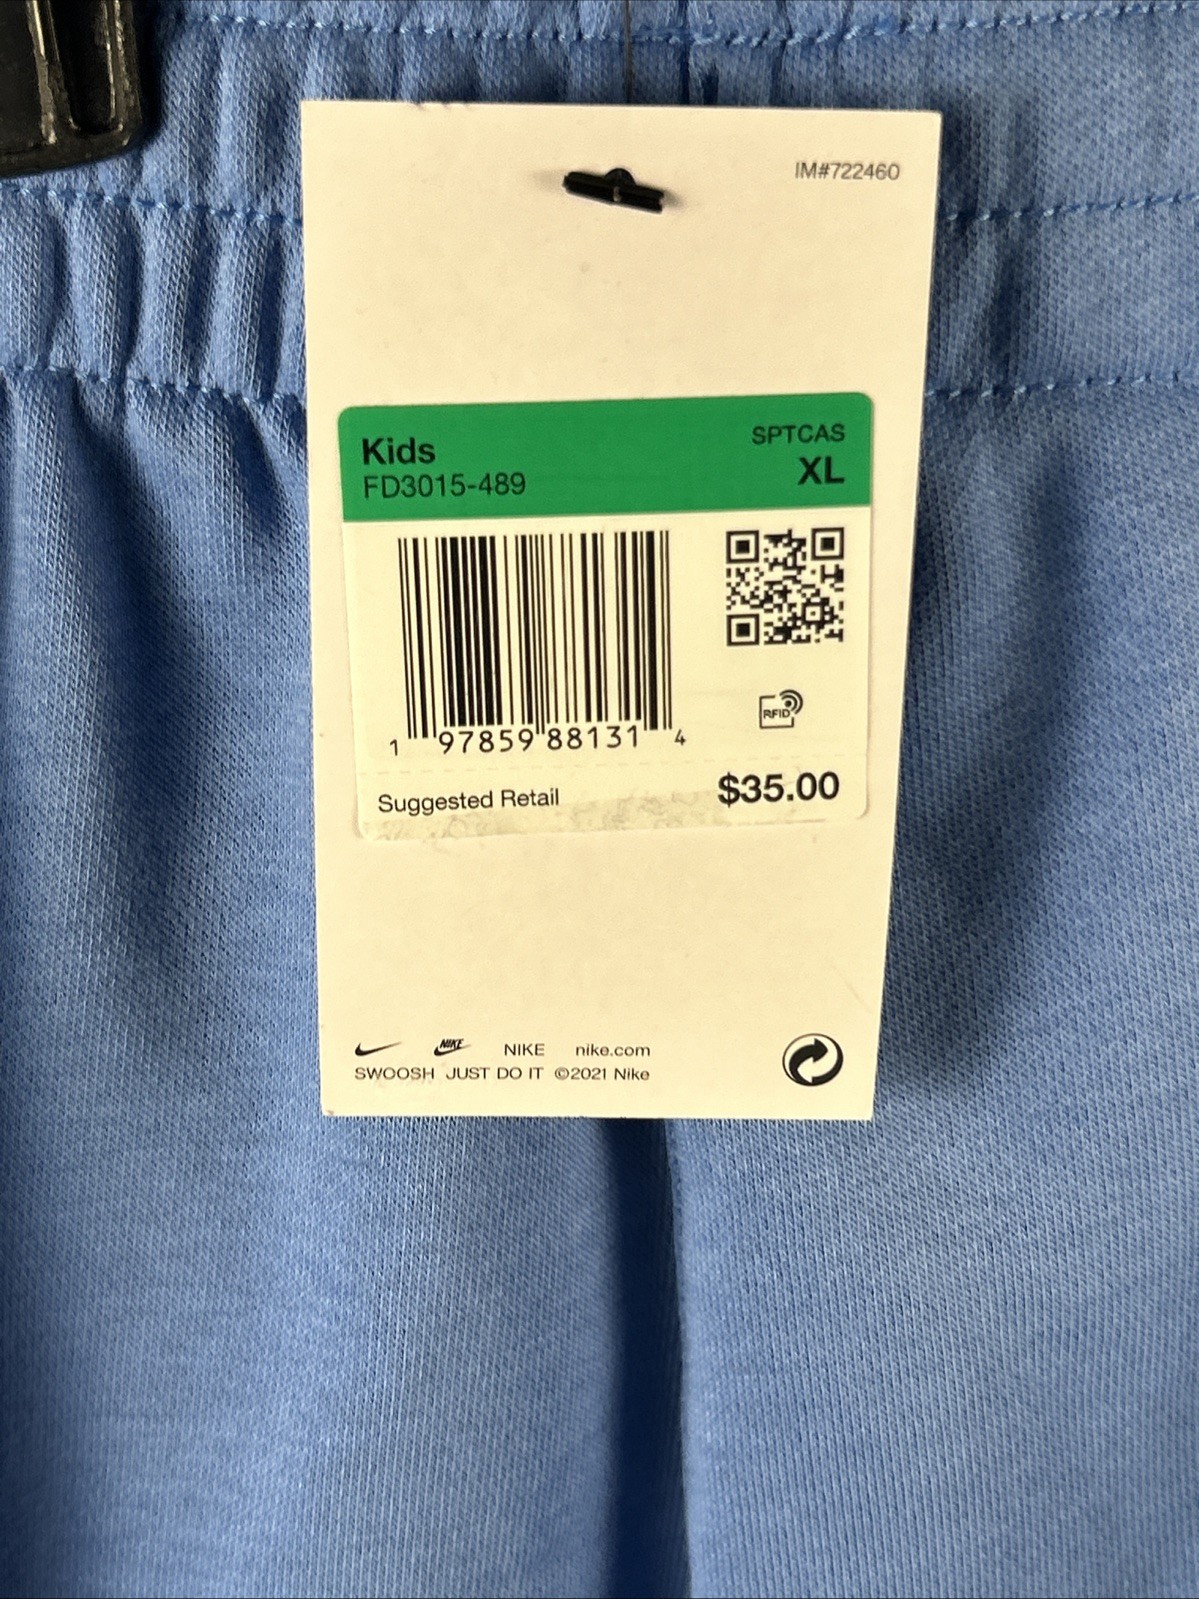 IM#722460
Kids
SPTCAS
FD3015-489
XL
RFID
1 97859 88131 4
Suggested Retail
$35.00
NIKE NIKE nike.com
SWOOSH JUST DO IT ©2021 Nike